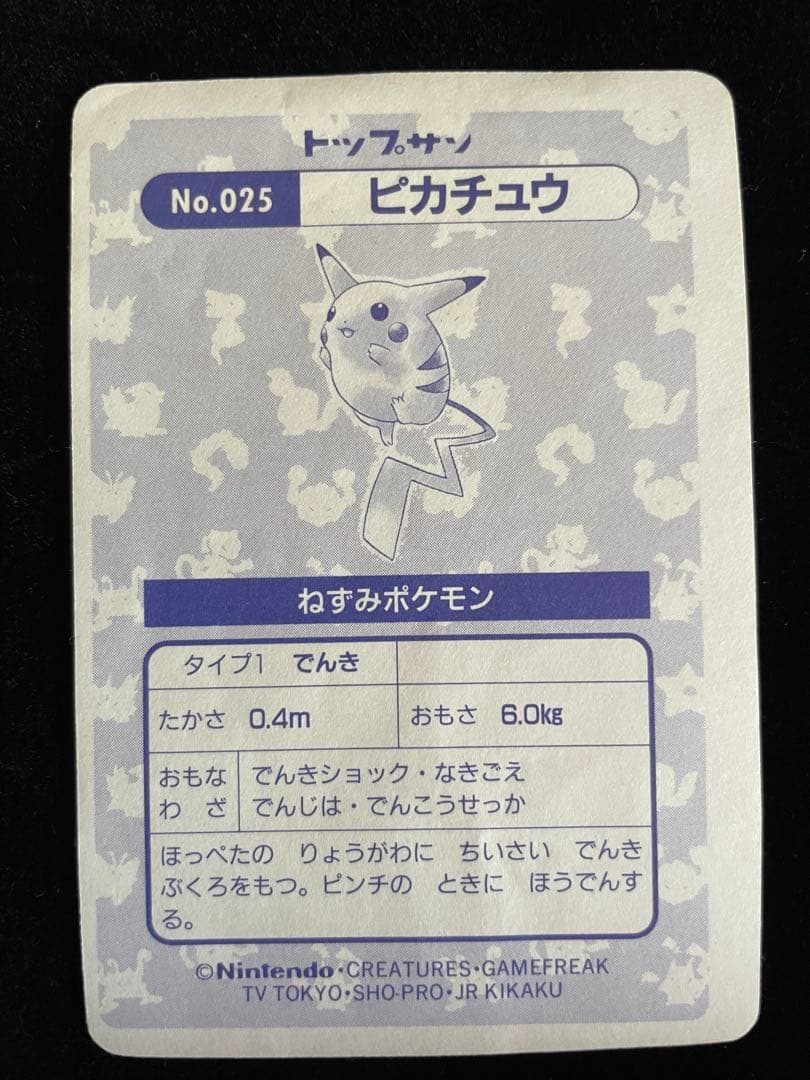 トップサン
No.025 ピカチュウ
ねずみポケモン
タイプ1 でんき
たかさ 0.4m おもさ 6.0kg
おもな でんきショック・なきごえ
わ ざ でんじは・でんこうせっか
ほっぺたの りょうがわに ちいさい でんき
ぶくろをもつ。ピンチの ときに ほうでんす
る。
©Nintendo・CREATURES・GAMEFREAK
TV TOKYO・SHO-PRO・JR KIKAKU